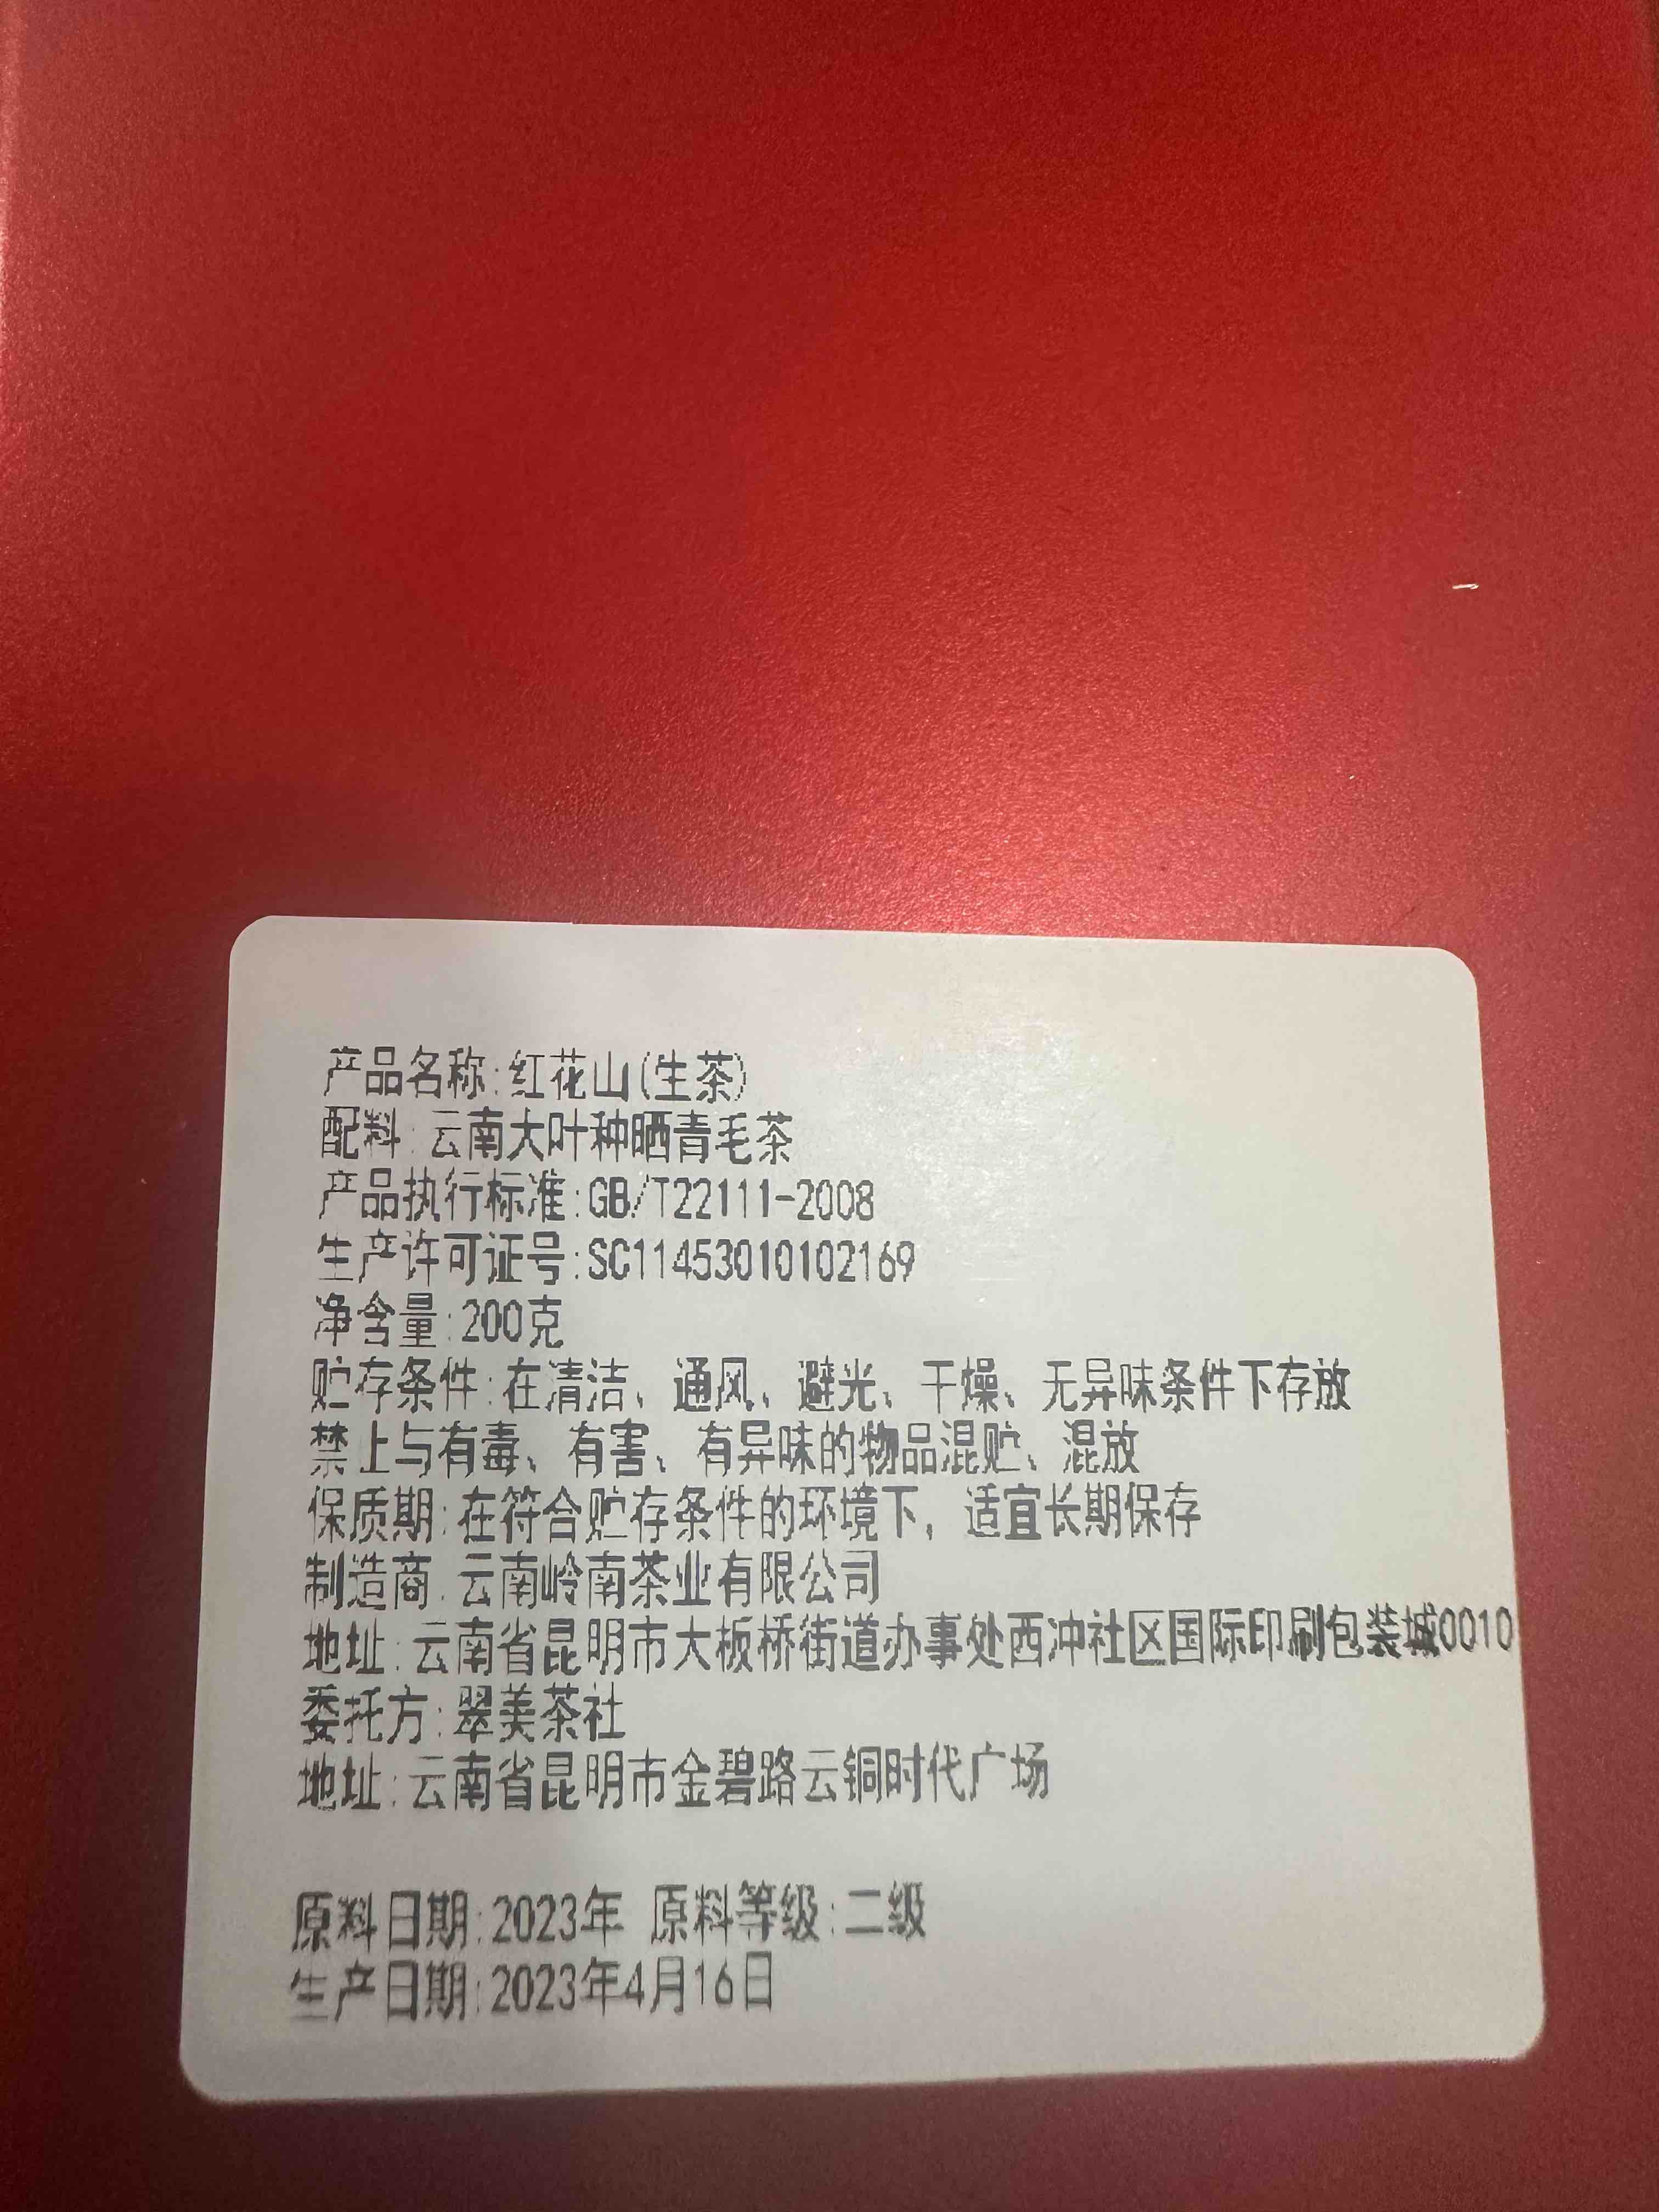 产品名称:红花山(生茶)
配料:云南大叶种晒青毛茶
产品执行标准:GB/T22111-2008
生产许可证号:SC11453010102169
净含量:200克
贮存条件:在清洁、通风、避光、干燥、无异味条件下存放
禁止与有毒、有害、有异味的物品混贮、混放
保质期:在符合贮存条件的环境下,适宜长期保存
制造商:云南岭南茶业有限公司
地址:云南省昆明市大板桥街道办事处西冲社区国际印刷包装城0010
委托方:翠美茶社
地址:云南省昆明市金碧路云铜时代广场
原料日期:2023年 原料等级:二级
生产日期:2023年4月16日